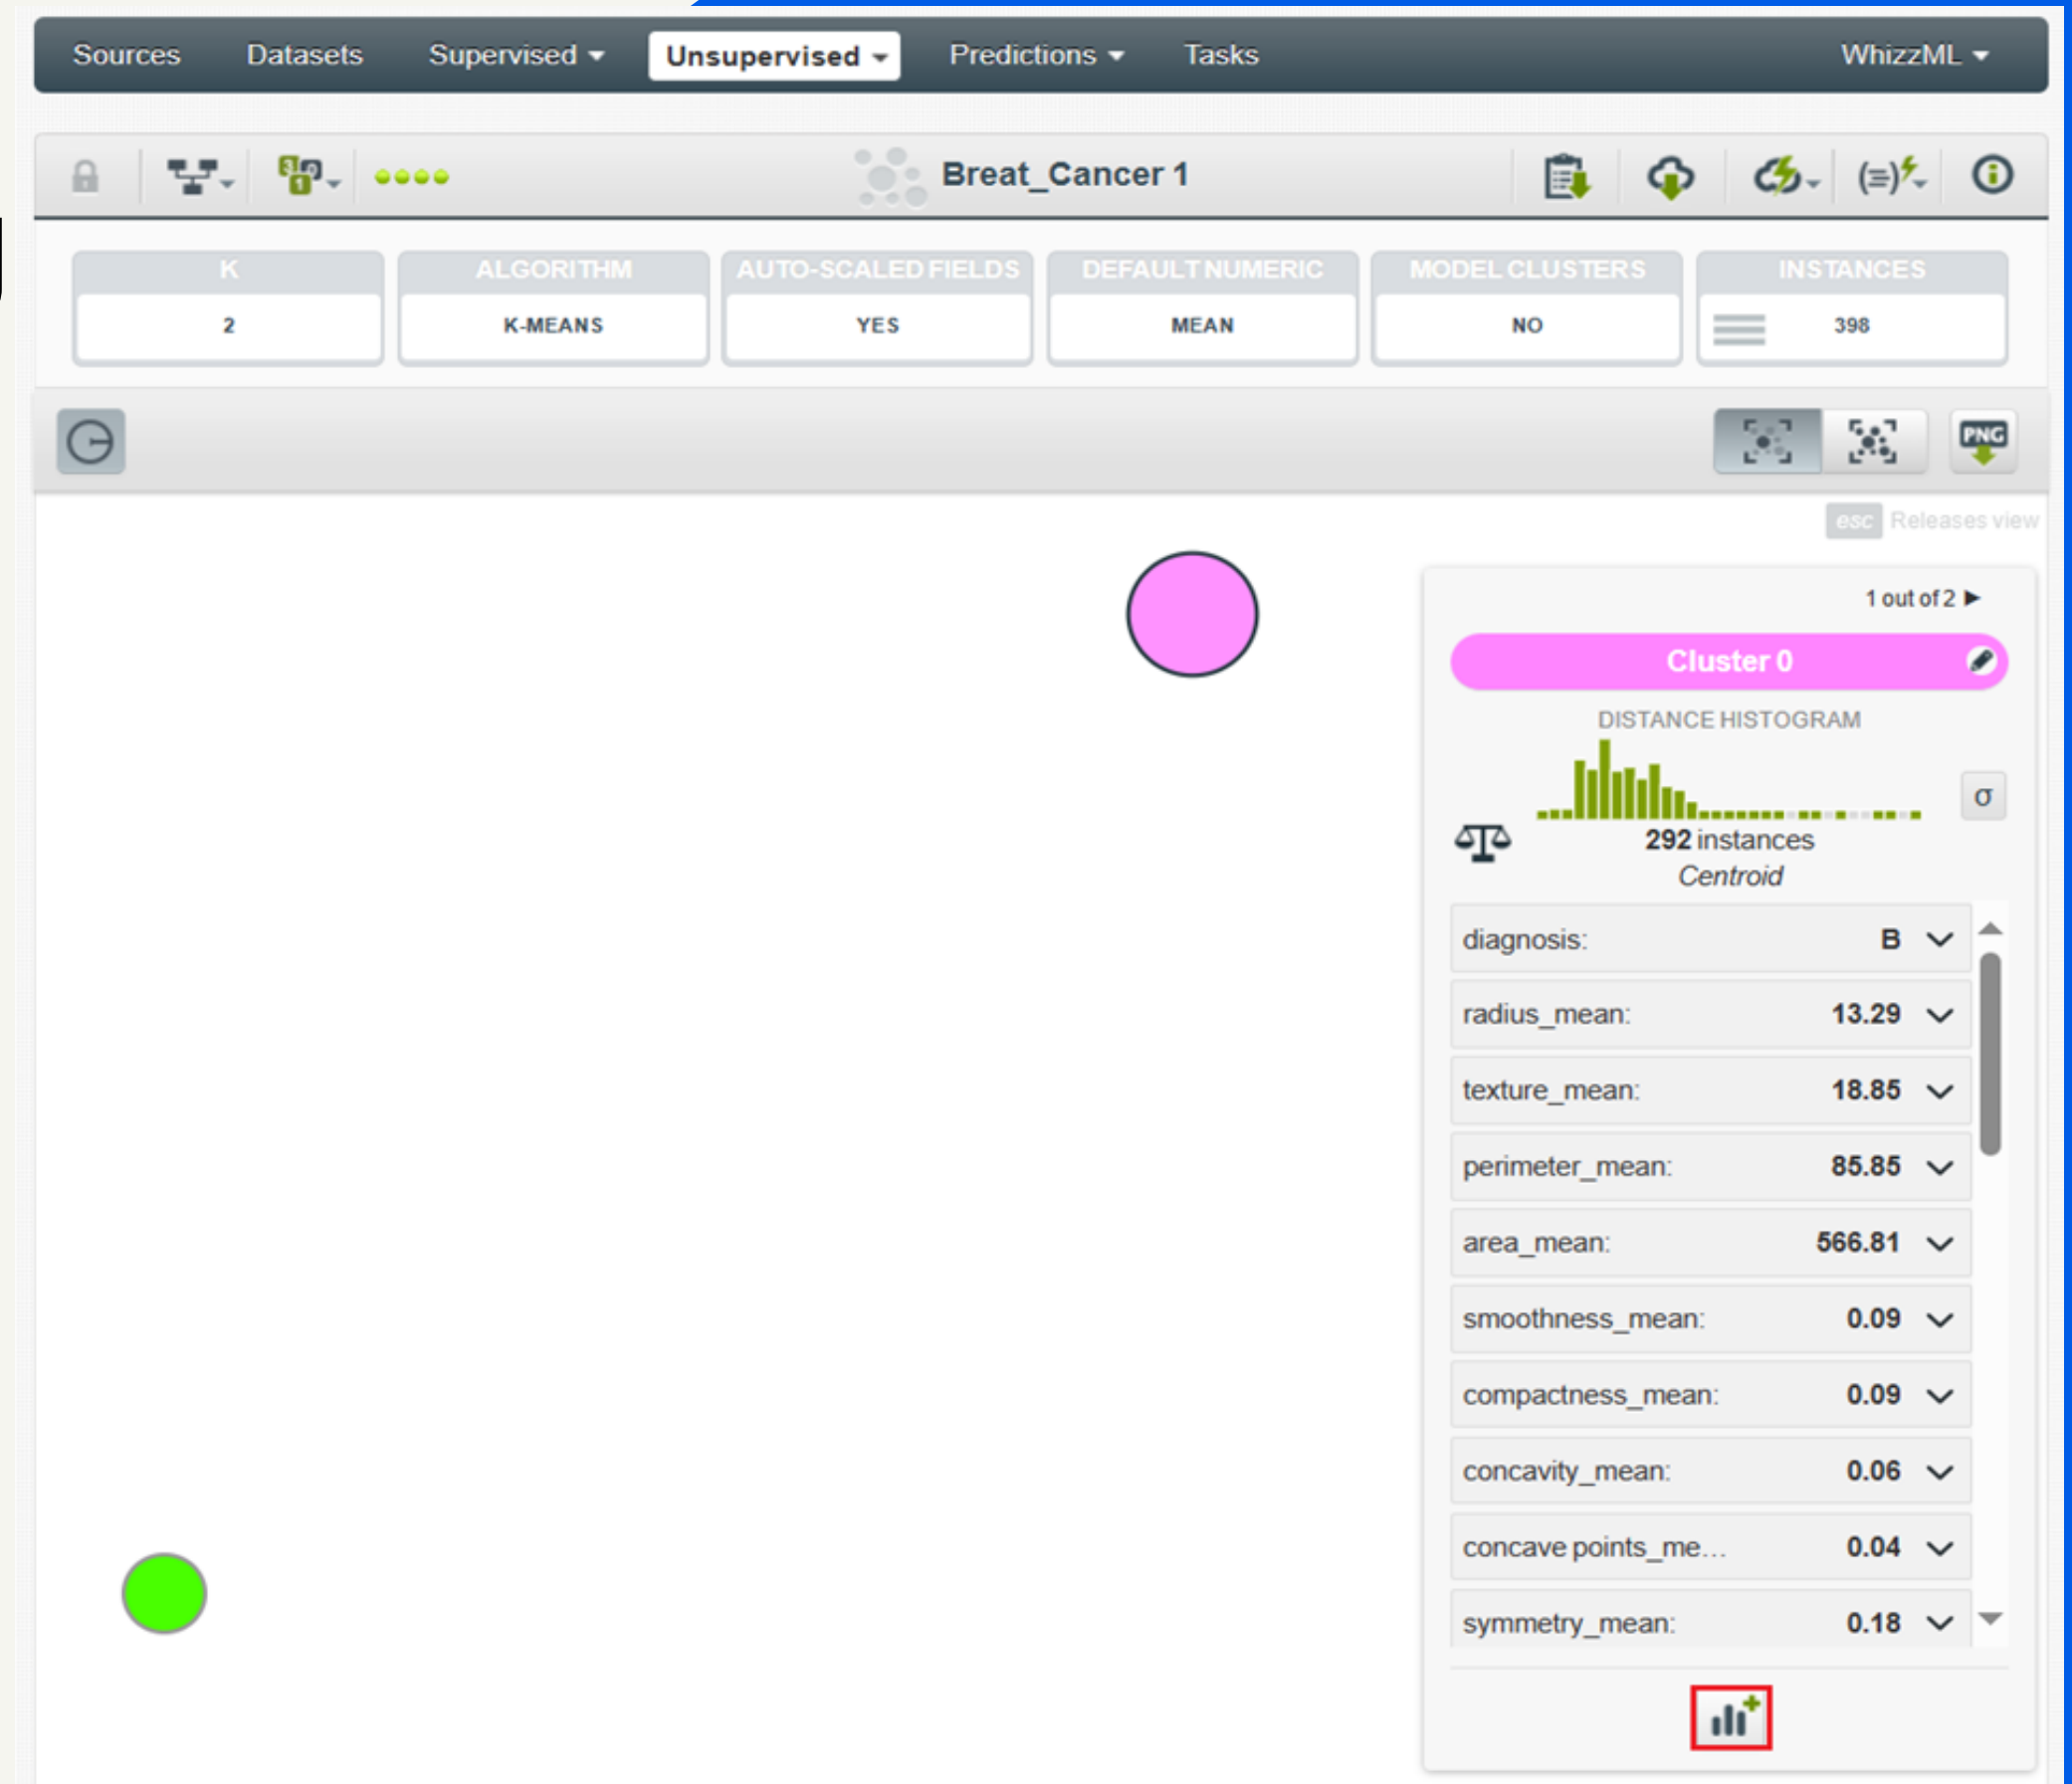 Sources Datasets Supervised Unsupervised Predictions Tasks WhizzML
Breat_Cancer 1
K ALGORITHM AUTO-SCALED FIELDS DEFAULT NUMERIC MODEL CLUSTERS INSTANCES
2 K-MEANS YES MEAN NO 398
PNG
esc Releases view
1 out of 2
Cluster 0
DISTANCE HISTOGRAM
σ
292 instances
Centroid
diagnosis: B
radius_mean: 13.29
texture_mean: 18.85
perimeter_mean: 85.85
area_mean: 566.81
smoothness_mean: 0.09
compactness_mean: 0.09
concavity_mean: 0.06
concave points_me... 0.04
symmetry_mean: 0.18